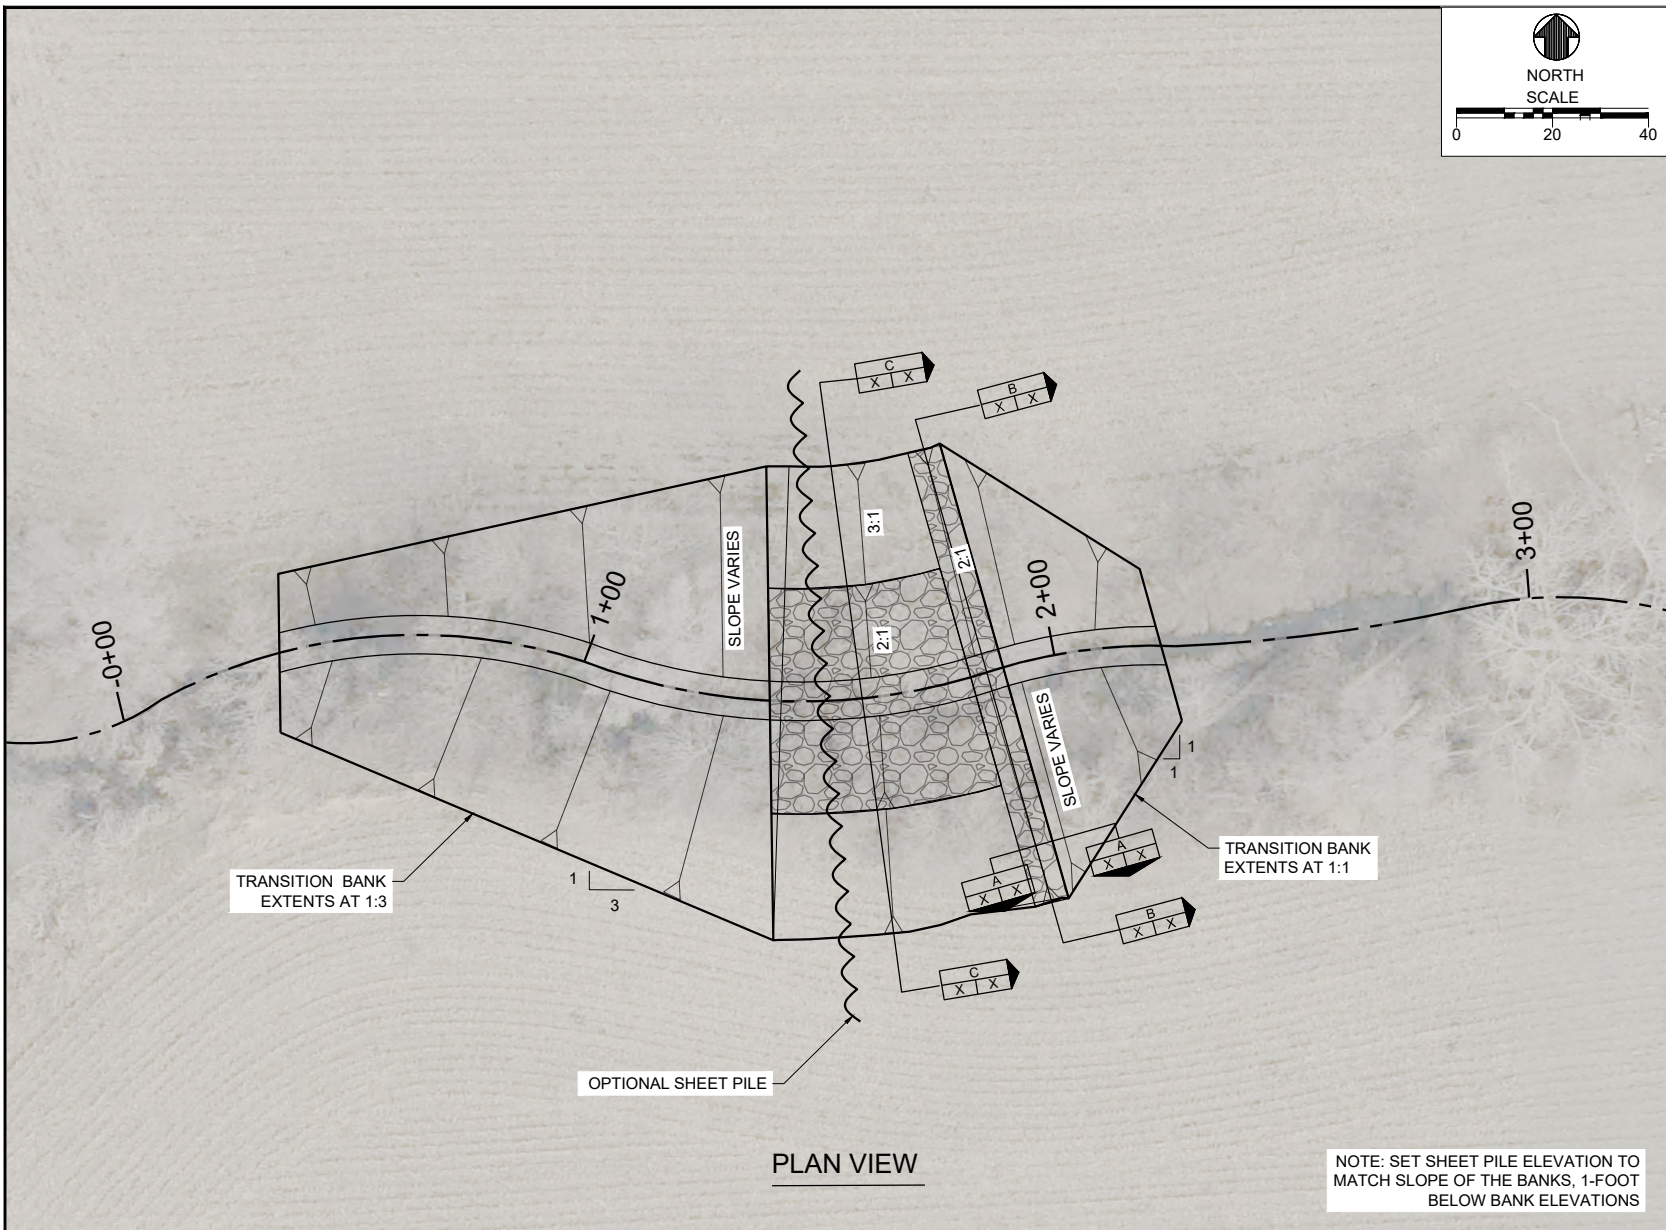 NORTH
SCALE
0 20 40
C
X X
B
X X
3:1
2:1
SLOPE VARIES
2:1
-0+00
1+00
2+00
3+00
SLOPE VARIES
1
1
A
X X
A
X X
TRANSITION BANK
EXTENTS AT 1:1
TRANSITION BANK
EXTENTS AT 1:3
1
3
B
X X
C
X X
OPTIONAL SHEET PILE
PLAN VIEW
NOTE: SET SHEET PILE ELEVATION TO
MATCH SLOPE OF THE BANKS, 1-FOOT
BELOW BANK ELEVATIONS